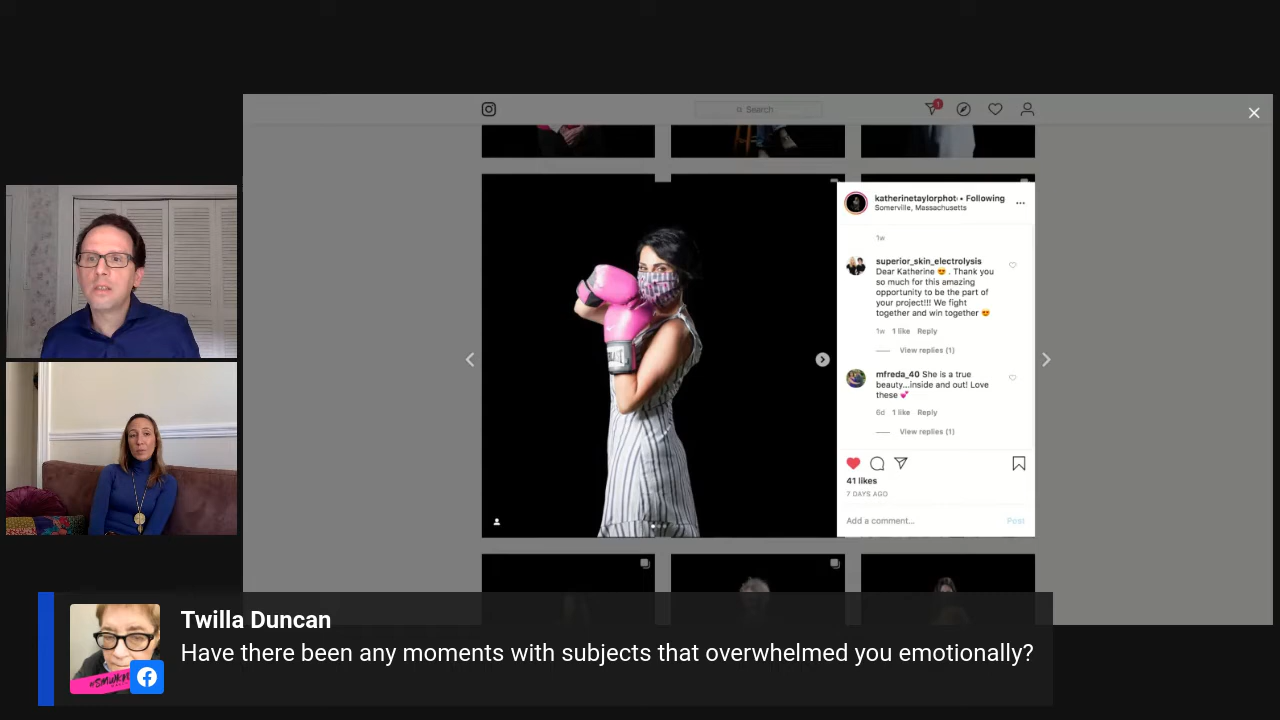 Search
1
katherinetaylorphot • Following
Somerville, Massachusetts
1w
superior_skin_electrolysis
Dear Katherine 😍 . Thank you
so much for this amazing
opportunity to be the part of
your project!!! We fight
together and win together 😍
1w 1 like Reply
View replies (1)
mfreda_40 She is a true
beauty...inside and out! Love
these 💕
6d 1 like Reply
View replies (1)
41 likes
7 DAYS AGO
Add a comment... Post
Twilla Duncan
Have there been any moments with subjects that overwhelmed you emotionally?